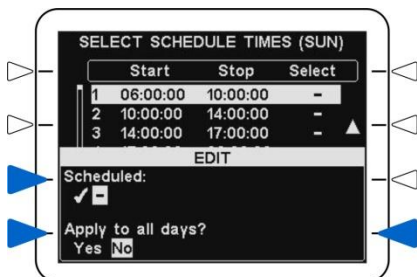 SELECT SCHEDULE TIMES (SUN)
Start Stop Select
1 06:00:00 10:00:00 -
2 10:00:00 14:00:00 -
3 14:00:00 17:00:00 -
EDIT
Scheduled:
✓ -
Apply to all days?
Yes No